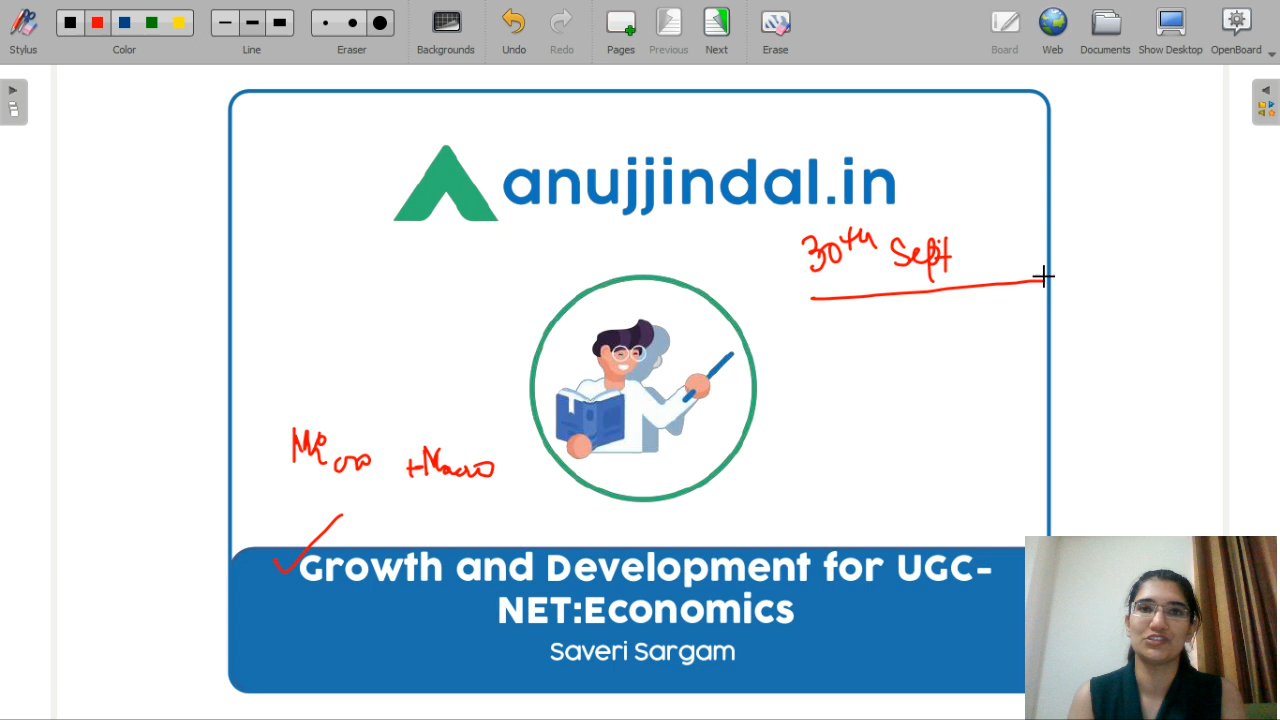 Stylus
Color
Line
Eraser
Backgrounds
Undo
Redo
Pages
Previous
Next
Erase
Board
Web
Documents
Show Desktop
OpenBoard
anujjindal.in
30th Sept
Micro +Macro
Growth and Development for UGC-
NET:Economics
Saveri Sargam